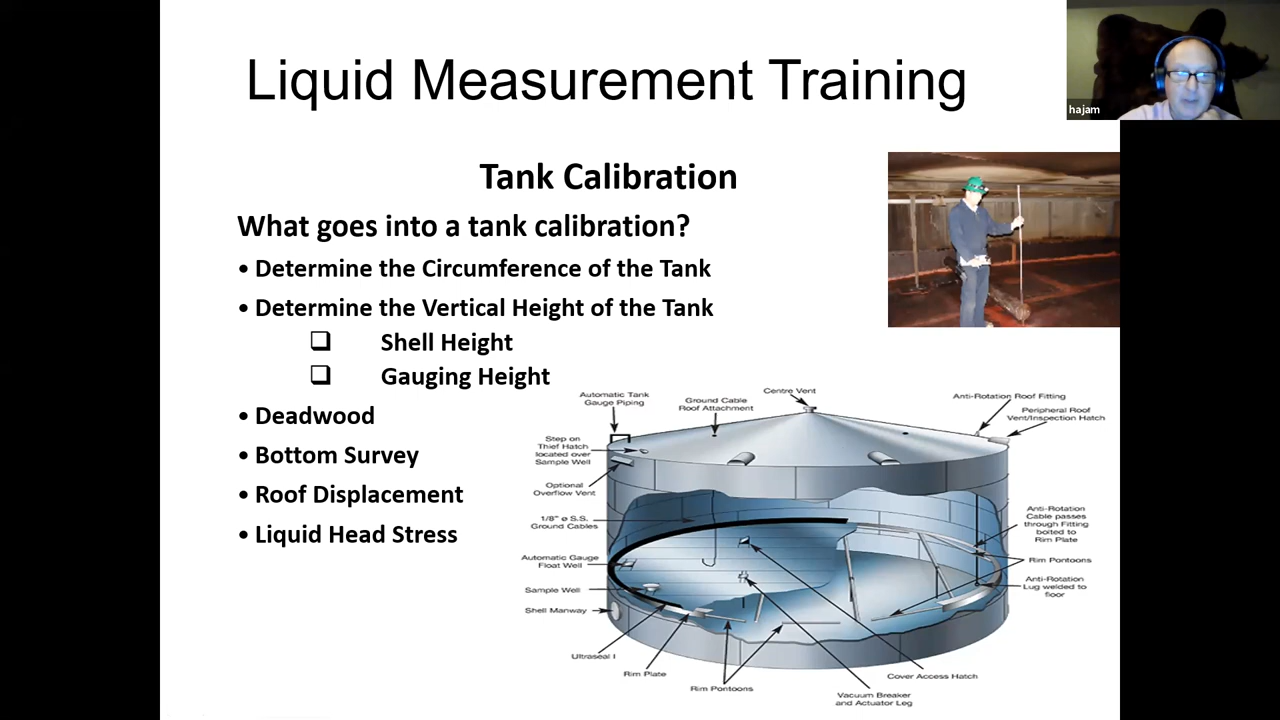 Liquid Measurement Training
hajam
Tank Calibration
What goes into a tank calibration?
• Determine the Circumference of the Tank
• Determine the Vertical Height of the Tank
❑ Shell Height
❑ Gauging Height
• Deadwood
• Bottom Survey
• Roof Displacement
• Liquid Head Stress
Centre Vent
Automatic Tank
Gauge Piping
Ground Cable
Roof Attachment
Anti-Rotation Roof Fitting
Peripheral Roof
Vent/Inspection Hatch
Step on
Thief Hatch
located over
Sample Well
Optional
Overflow Vent
1/8" ø S.S.
Ground Cables
Automatic Gauge
Float Well
Sample Well
Shell Manway
Anti-Rotation
Cable passes
through Fitting
bolted to
Rim Plate
Rim Pontoons
Anti-Rotation
Lug welded to
floor
Ultraseal I
Rim Plate
Rim Pontoons
Cover Access Hatch
Vacuum Breaker
and Actuator Leg